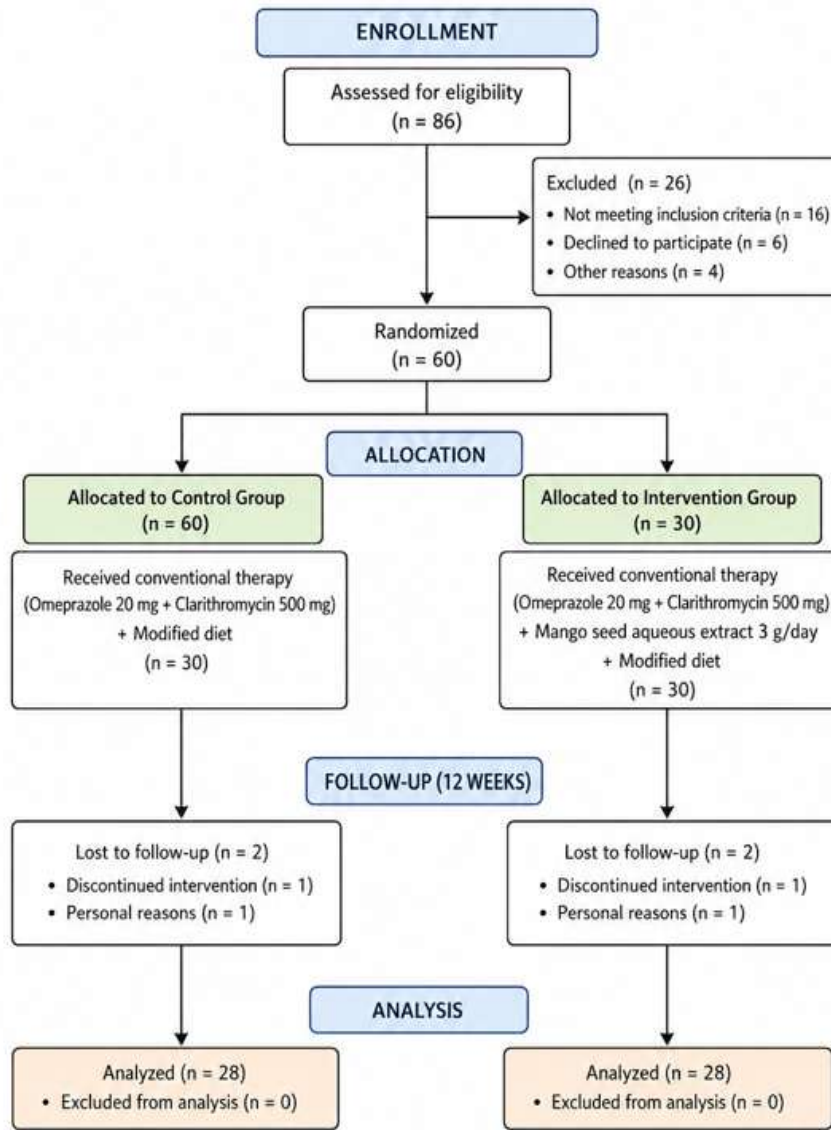 ENROLLMENT
Assessed for eligibility
(n = 86)
Excluded (n = 26)
• Not meeting inclusion criteria (n = 16)
• Declined to participate (n = 6)
• Other reasons (n = 4)
Randomized
(n = 60)
ALLOCATION
Allocated to Control Group
(n = 60)
Received conventional therapy
(Omeprazole 20 mg + Clarithromycin 500 mg)
+ Modified diet
(n = 30)
Allocated to Intervention Group
(n = 30)
Received conventional therapy
(Omeprazole 20 mg + Clarithromycin 500 mg)
+ Mango seed aqueous extract 3 g/day
+ Modified diet
(n = 30)
FOLLOW-UP (12 WEEKS)
Lost to follow-up (n = 2)
• Discontinued intervention (n = 1)
• Personal reasons (n = 1)
Lost to follow-up (n = 2)
• Discontinued intervention (n = 1)
• Personal reasons (n = 1)
ANALYSIS
Analyzed (n = 28)
• Excluded from analysis (n = 0)
Analyzed (n = 28)
• Excluded from analysis (n = 0)